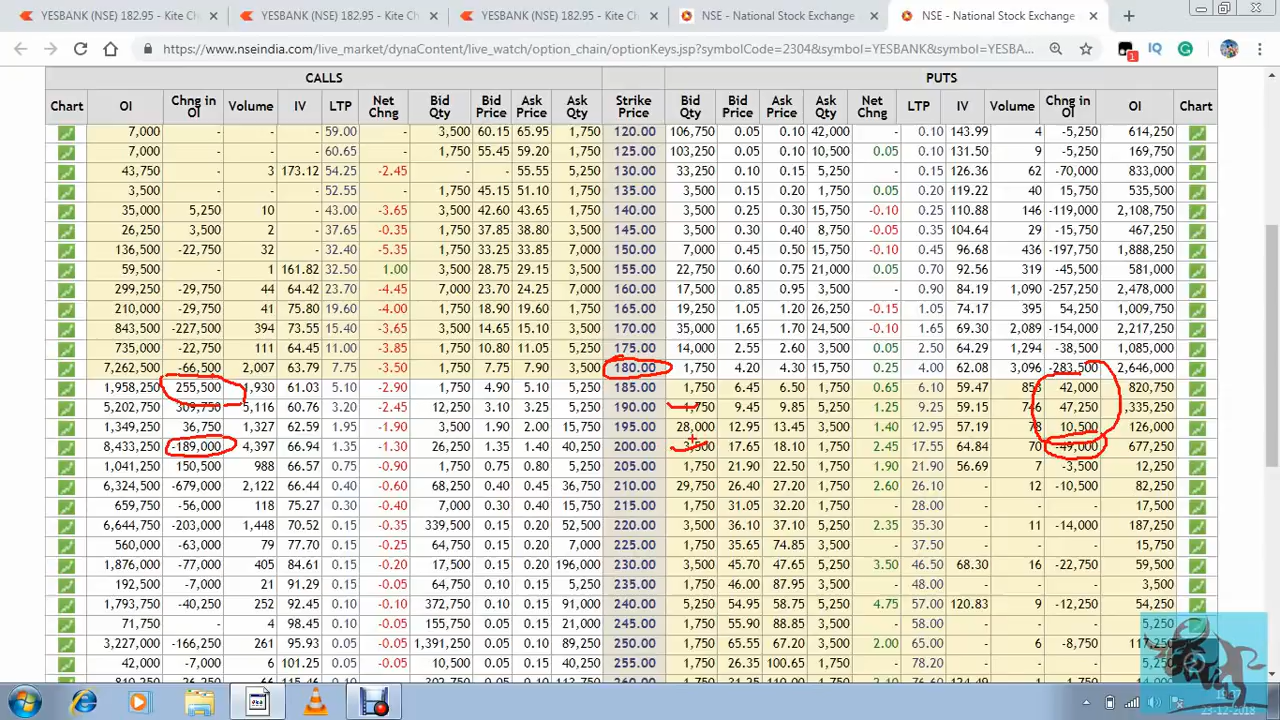 YESBANK (NSE) 182.95 - Kite Ch YESBANK (NSE) 182.95 - Kite Ch YESBANK (NSE) 182.95 - Kite Ch NSE - National Stock Exchange NSE - National Stock Exchange
https://www.nseindia.com/live_market/dynaContent/live_watch/option_chain/optionKeys.jsp?symbolCode=2304&symbol=YESBANK&symbol=YESBA... 1 IQ
CALLS PUTS
Chart OI Chng in OI Volume IV LTP Net Chng Bid Qty Bid Price Ask Price Ask Qty Strike Price Bid Qty Bid Price Ask Price Ask Qty Net Chng LTP IV Volume Chng in OI OI Chart
7,000 - - - 59.00 - 3,500 60.15 65.95 1,750 120.00 106,750 0.05 0.10 42,000 - 0.10 143.99 4 -5,250 614,250
7,000 - - - 60.65 - 1,750 55.45 59.20 1,750 125.00 103,250 0.05 0.10 10,500 0.05 0.10 131.50 9 -5,250 169,750
43,750 - 3 173.12 54.25 -2.45 - - 55.55 5,250 130.00 33,250 0.10 0.15 5,250 - 0.15 126.36 62 -70,000 833,000
3,500 - - - 52.55 - 1,750 45.15 51.10 1,750 135.00 3,500 0.15 0.20 1,750 0.05 0.20 119.22 40 15,750 535,500
35,000 5,250 10 - 43.00 -3.65 3,500 42.60 43.65 1,750 140.00 3,500 0.25 0.30 15,750 -0.10 0.25 110.88 146 -119,000 2,108,750
26,250 3,500 2 - 37.65 -0.35 3,500 37.85 38.80 3,500 145.00 3,500 0.30 0.40 8,750 -0.05 0.35 104.64 29 -15,750 467,250
136,500 -22,750 32 - 32.40 -5.35 1,750 33.25 33.85 7,000 150.00 7,000 0.45 0.50 15,750 -0.10 0.45 96.68 436 -197,750 1,888,250
59,500 - 1 161.82 32.50 1.00 3,500 28.75 29.15 3,500 155.00 22,750 0.60 0.75 21,000 0.05 0.70 92.56 319 -45,500 581,000
299,250 -29,750 44 64.42 23.70 -4.45 7,000 23.70 24.25 7,000 160.00 17,500 0.85 0.95 3,500 - 0.90 84.19 1,090 -257,250 2,478,000
210,000 -29,750 41 75.80 19.60 -4.00 1,750 18.90 19.60 1,750 165.00 19,250 1.05 1.20 26,250 -0.15 1.05 74.17 16 54,250 1,009,750
843,500 -227,500 394 73.55 15.40 -3.65 3,500 14.65 15.10 3,500 170.00 35,000 1.65 1.70 24,500 -0.10 1.65 69.30 2,089 -154,000 2,217,250
735,000 -22,750 111 64.45 11.00 -3.85 1,750 10.80 11.05 5,250 175.00 14,000 2.55 2.60 3,500 0.05 2.50 64.29 1,294 -38,500 1,085,000
7,262,500 -66,500 2,007 63.79 7.75 -3.50 1,750 7.75 7.90 3,500 180.00 1,750 4.20 4.30 15,750 0.25 4.00 62.08 3,096 -283,500 2,646,000
1,958,250 255,500 1,930 61.03 5.10 -3.10 1,750 4.90 5.10 5,250 185.00 1,750 6.45 6.50 1,750 0.65 6.10 59.47 42,000 820,750
5,202,750 309,750 5,116 60.76 3.20 -2.45 12,250 3.10 3.25 5,250 190.00 1,750 9.45 9.85 5,250 1.25 9.25 59.15 746 47,250
1,349,250 36,750 1,327 62.59 1.95 -1.90 3,500 1.90 2.00 15,750 195.00 28,000 12.95 13.45 3,500 1.40 12.95 57.19 10,500 126,000
8,433,250 189,000 4,397 66.94 1.35 -1.30 26,250 1.35 1.40 40,250 200.00 3,500 17.65 18.10 1,750 2.45 17.55 64.84 70 677,250
1,041,250 150,500 988 66.57 0.75 -0.90 1,750 0.75 0.80 5,250 205.00 1,750 21.90 22.50 1,750 1.90 21.90 56.69 7 -3,500 12,250
6,324,500 -679,000 2,122 66.44 0.40 -0.60 68,250 0.40 0.45 36,750 210.00 29,750 26.40 27.20 1,750 2.60 26.10 - 12 -10,500 82,250
659,750 -56,000 118 75.27 0.30 -0.40 7,000 0.30 0.40 15,750 215.00 1,750 31.05 32.20 1,750 - 28.00 - - - 17,500
6,644,750 -203,000 1,448 70.52 0.15 -0.35 339,500 0.15 0.20 52,500 220.00 3,500 36.10 37.10 5,250 2.35 35.30 - 11 -14,000 187,250
560,000 -63,000 79 77.70 0.15 -0.25 64,750 0.15 0.20 7,000 225.00 1,750 35.65 74.85 3,500 - 37.50 - - - 15,750
1,876,000 -77,000 405 84.61 0.15 -0.20 17,500 0.15 0.20 196,000 230.00 3,500 45.70 47.65 5,250 3.50 46.50 68.30 16 -22,750 59,500
192,500 -7,000 21 91.29 0.10 -0.05 64,750 0.10 0.15 5,250 235.00 1,750 46.00 87.95 3,500 - 48.00 - - - 3,500
1,793,750 -40,250 252 92.45 0.10 -0.10 372,750 0.10 0.15 91,000 240.00 5,250 54.95 58.75 5,250 4.75 57.00 120.83 9 -12,250 54,250
71,750 - 4 98.45 0.10 -0.05 155,750 0.05 0.15 21,000 245.00 1,750 55.90 88.85 3,500 - 58.00 - - - 5,250
3,227,000 -166,250 261 95.93 0.05 -0.05 1,391,250 0.05 0.10 89,250 250.00 1,750 65.55 67.20 3,500 2.00 65.00 - 6 -8,750
42,000 -7,000 6 101.25 0.05 -0.05 10,500 0.05 0.10 40,250 255.00 1,750 26.35 100.65 1,750 - 78.20 - - -
23-12-2018